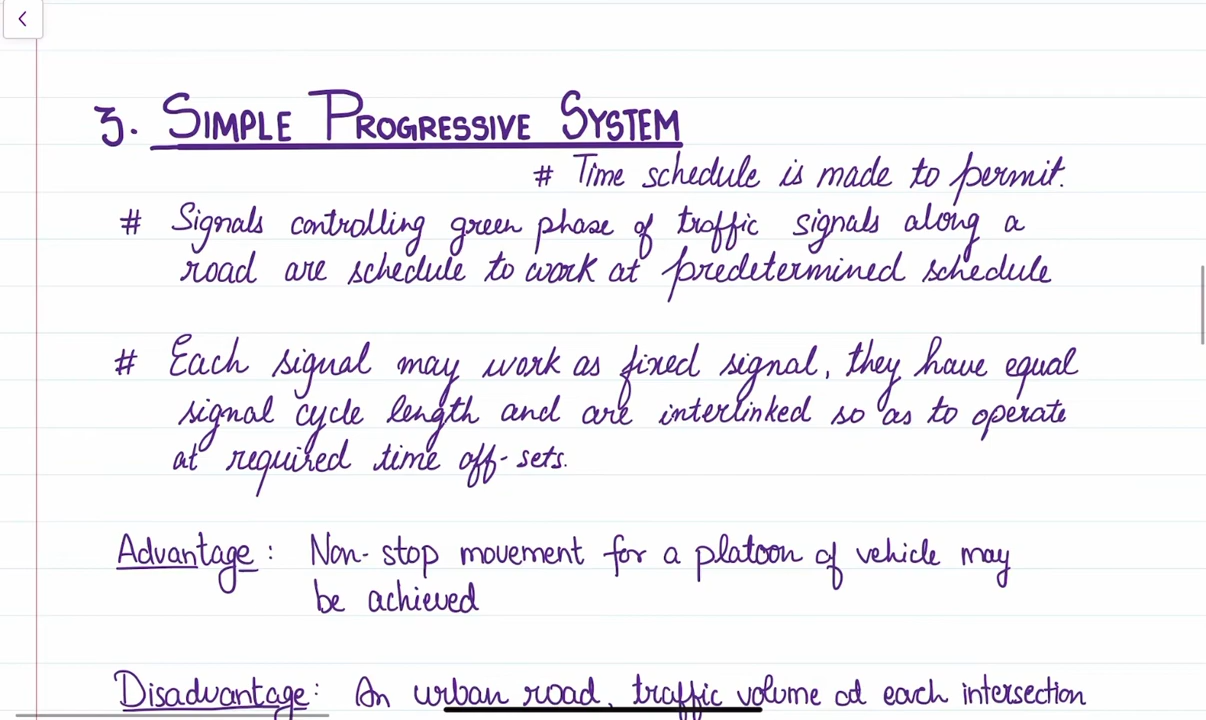 3. SIMPLE PROGRESSIVE SYSTEM
# Time schedule is made to permit.
# Signals controlling green phase of traffic signals along a
road are schedule to work at predetermined schedule
# Each signal may work as fixed signal, they have equal
signal cycle length and are interlinked so as to operate
at required time off-sets.
Advantage: Non-stop movement for a platoon of vehicle may
be achieved
Disadvantage: On urban road, traffic volume at each intersection